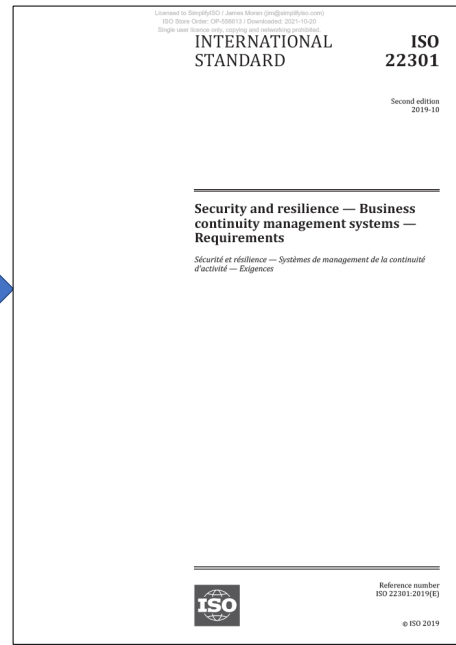 Licensed to SimplifyISO / James Moran (jim@simplifyiso.com)
ISO Store Order: OP-556613 / Downloaded: 2021-10-20
Single user licence only, copying and networking prohibited.
INTERNATIONAL
STANDARD
ISO
22301
Second edition
2019-10
Security and resilience — Business
continuity management systems —
Requirements
Sécurité et résilience — Systèmes de management de la continuité
d'activité — Exigences
ISO
Reference number
ISO 22301:2019(E)
© ISO 2019